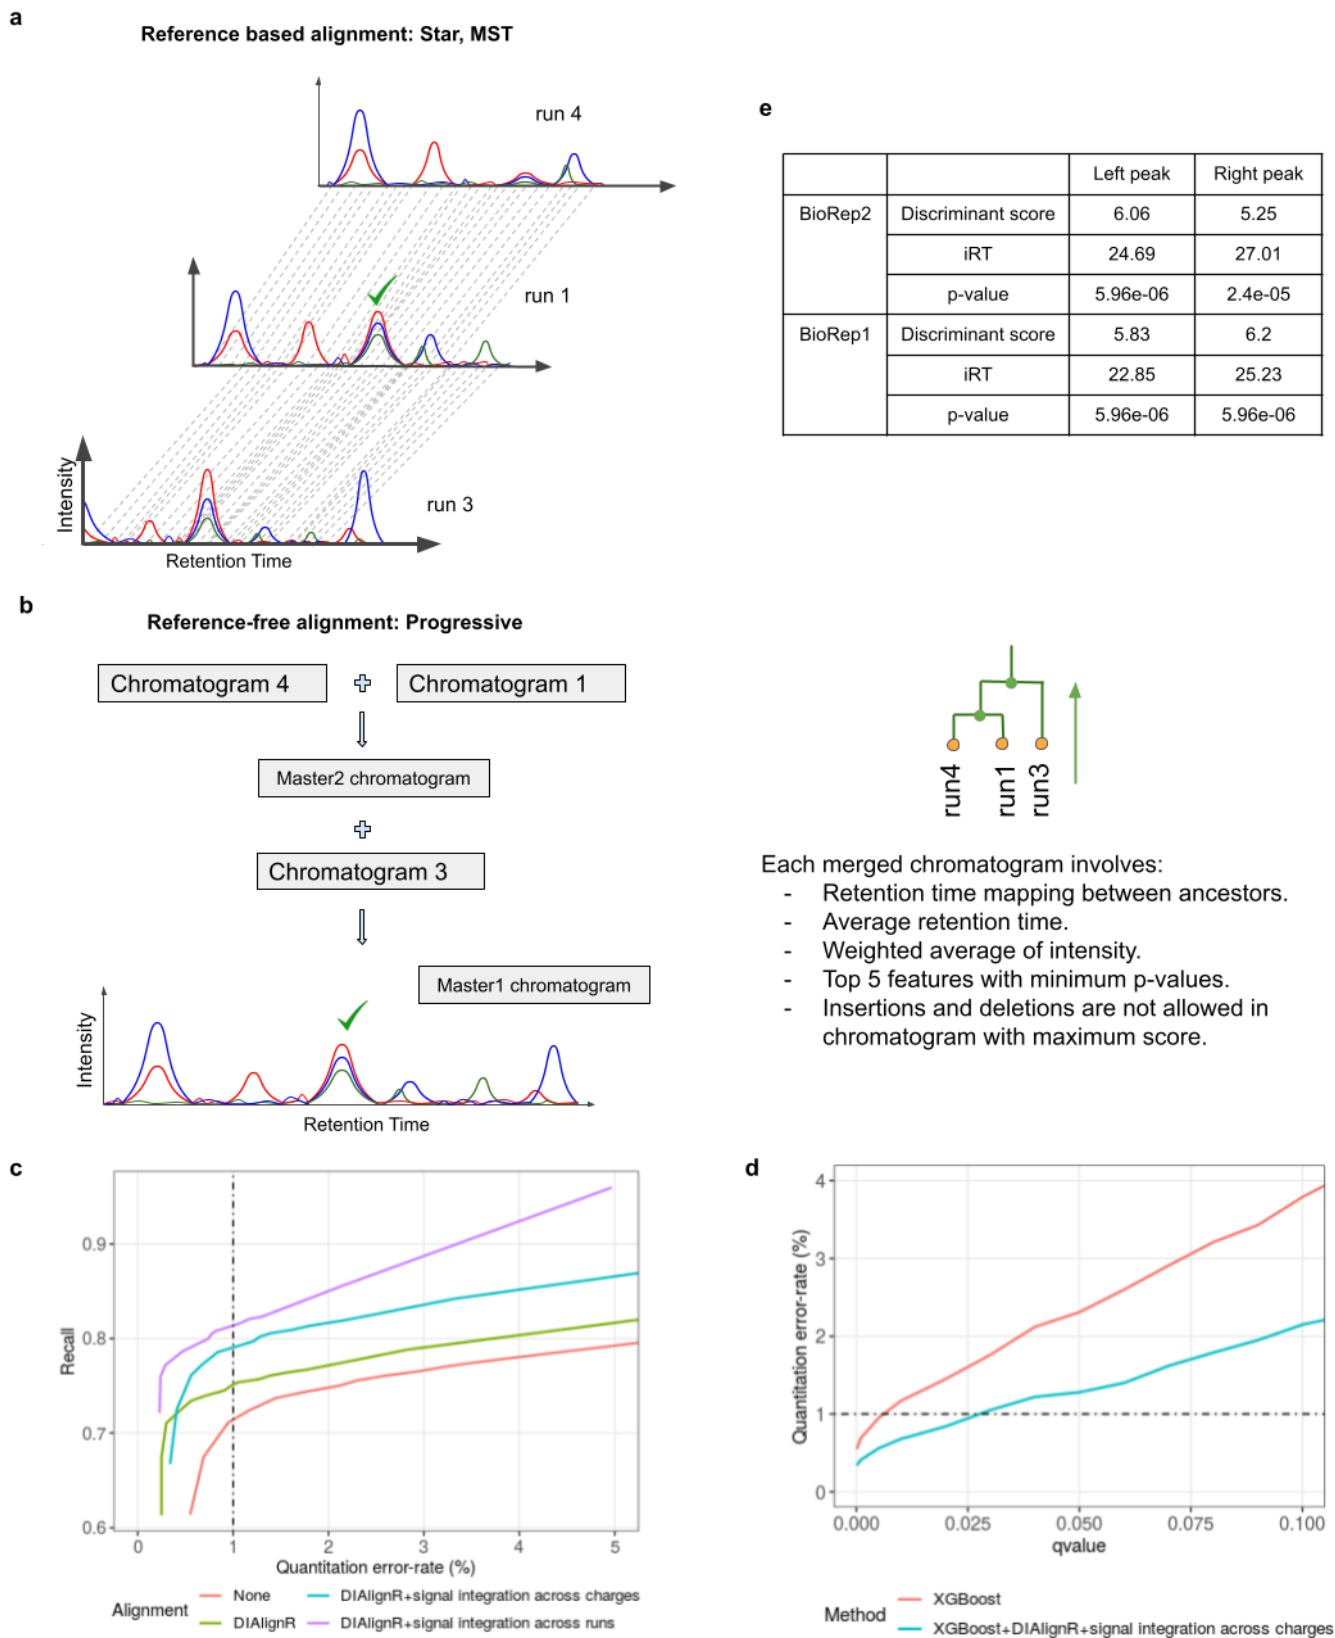 a
Reference based alignment: Star, MST
run 4
run 1
run 3
Intensity
Retention Time
e
Left peak Right peak
BioRep2 Discriminant score 6.06 5.25
iRT 24.69 27.01
p-value 5.96e-06 2.4e-05
BioRep1 Discriminant score 5.83 6.2
iRT 22.85 25.23
p-value 5.96e-06 5.96e-06
b
Reference-free alignment: Progressive
Chromatogram 4
Chromatogram 1
Master2 chromatogram
Chromatogram 3
Master1 chromatogram
Intensity
Retention Time
run4
run1
run3
Each merged chromatogram involves:
- Retention time mapping between ancestors.
- Average retention time.
- Weighted average of intensity.
- Top 5 features with minimum p-values.
- Insertions and deletions are not allowed in
chromatogram with maximum score.
c
Recall
0.9
0.8
0.7
0.6
0 1 2 3 4 5
Quantitation error-rate (%)
Alignment
None
DIAlignR
DIAlignR+signal integration across charges
DIAlignR+signal integration across runs
d
Quantitation error-rate (%)
4
3
2
1
0
0.000 0.025 0.050 0.075 0.100
qvalue
Method
XGBoost
XGBoost+DIAlignR+signal integration across charges